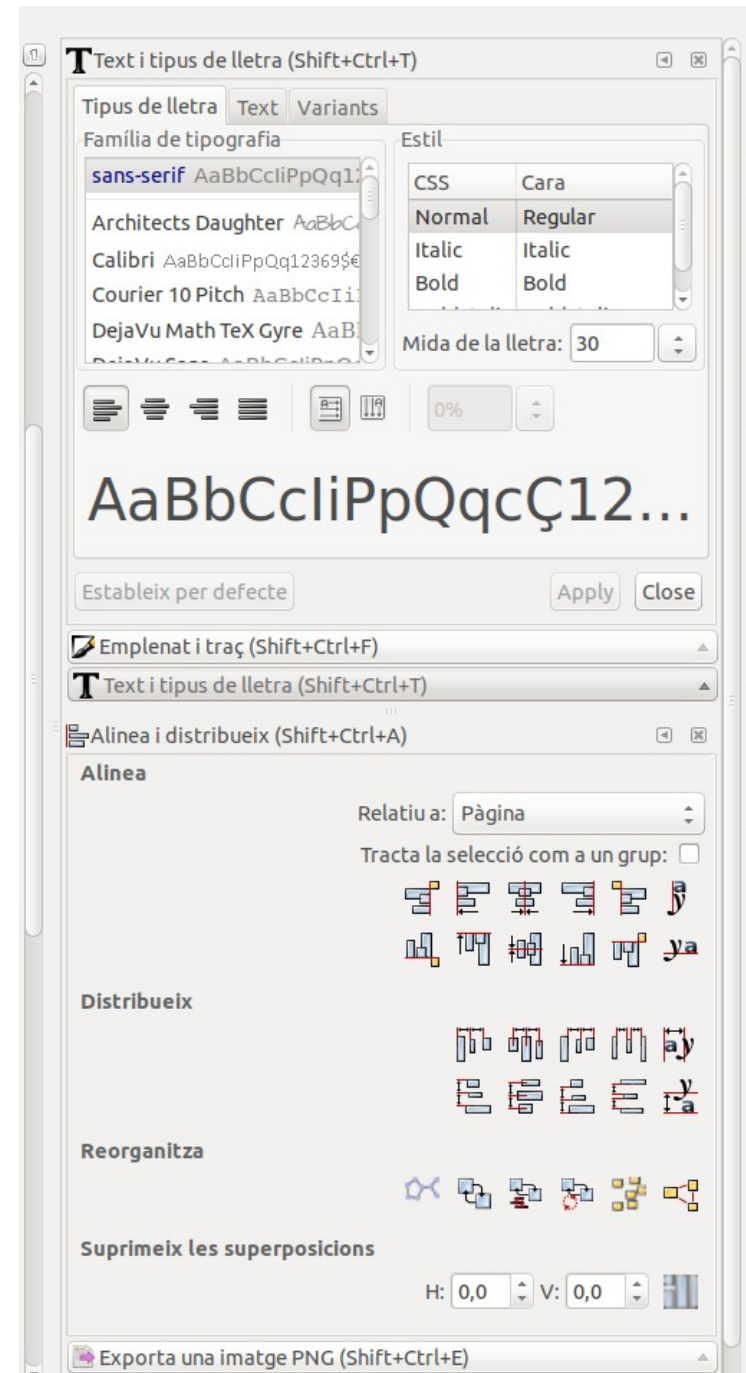 Text i tipus de lletra (Shift+Ctrl+T)
Tipus de lletra Text Variants
Família de tipografia Estil
sans-serif AaBbCcIiPpQq12
CSS Cara
Architects Daughter AaBbC
Normal Regular
Calibri AaBbCcIiPpQq12369$€
Italic Italic
Courier 10 Pitch AaBbCcIi
Bold Bold
DejaVu Math TeX Gyre AaB
Mida de la lletra: 30
0%
AaBbCcIiPpQqcÇ12...
Estableix per defecte Apply Close
Emplenat i traç (Shift+Ctrl+F)
Text i tipus de lletra (Shift+Ctrl+T)
Alinea i distribueix (Shift+Ctrl+A)
Alinea
Relatiu a: Pàgina
Tracta la selecció com a un grup:
Distribueix
Reorganitza
Suprimeix les superposicions
H: 0,0 V: 0,0
Exporta una imatge PNG (Shift+Ctrl+E)